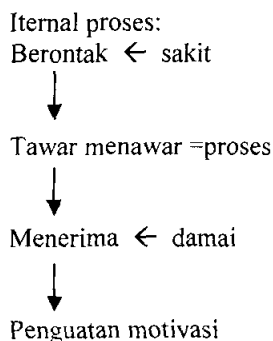 Iternal proses:
Berontak ← sakit
Tawar menawar =proses
Menerima ← damai
Penguatan motivasi